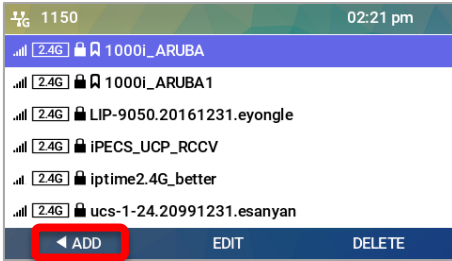 1G 1150 02:21 pm
2.4G 1000i_ARUBA
2.4G 1000i_ARUBA1
2.4G LIP-9050.20161231.eyongle
2.4G iPECS_UCP_RCCV
2.4G iptime2.4G_better
2.4G ucs-1-24.20991231.esanyan
ADD EDIT DELETE